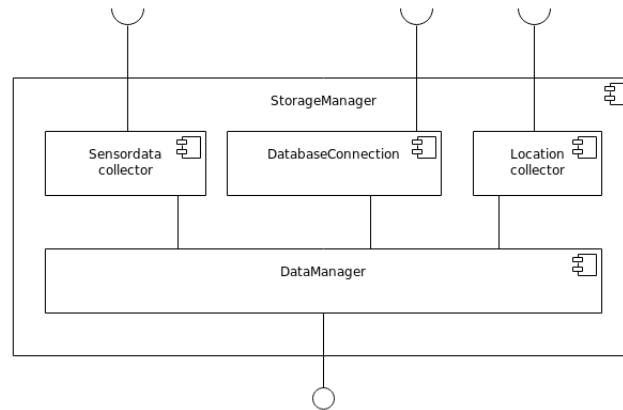 StorageManager
Sensordata
collector
DatabaseConnection
Location
collector
DataManager